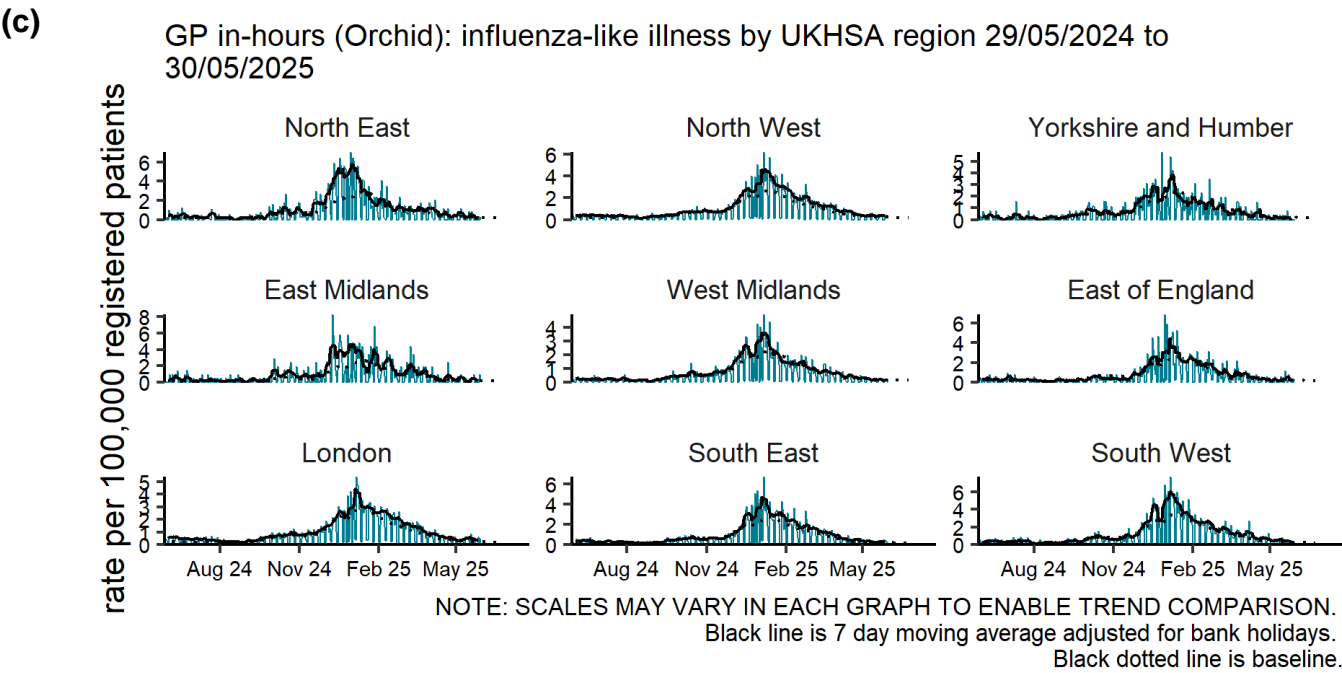 (c)
GP in-hours (Orchid): influenza-like illness by UKHSA region 29/05/2024 to
30/05/2025
rate per 100,000 registered patients
North East
6
4
2
0
North West
6
4
2
0
Yorkshire and Humber
5
4
3
2
1
0
East Midlands
8
6
4
2
0
West Midlands
4
3
2
1
0
East of England
6
4
2
0
London
5
4
3
2
1
0
South East
6
4
2
0
South West
6
4
2
0
Aug 24 Nov 24 Feb 25 May 25
Aug 24 Nov 24 Feb 25 May 25
Aug 24 Nov 24 Feb 25 May 25
NOTE: SCALES MAY VARY IN EACH GRAPH TO ENABLE TREND COMPARISON.
Black line is 7 day moving average adjusted for bank holidays.
Black dotted line is baseline.